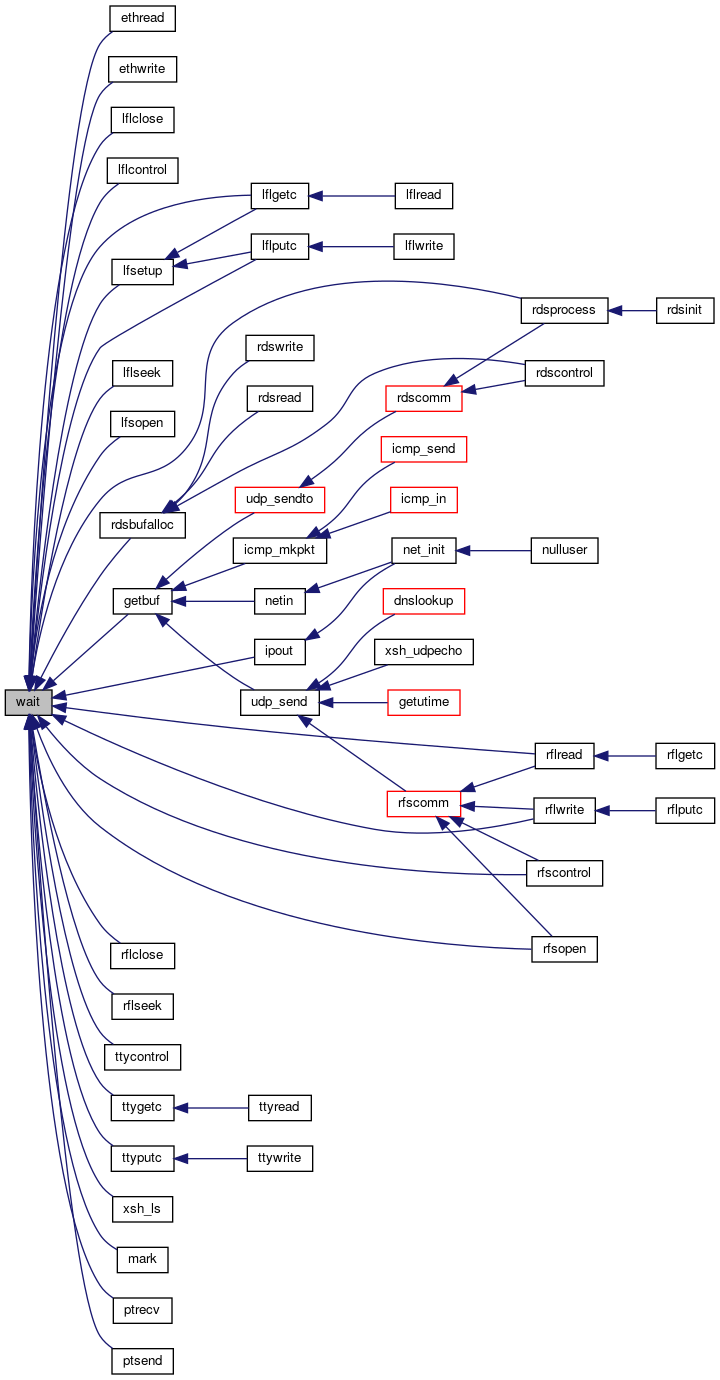 ethread
ethwrite
lflclose
lflcontrol
lflgetc
lflread
lflputc
lflwrite
lfsetup
rdsprocess
rdsinit
rdswrite
lflseek
rdscontrol
rdsread
rdscomm
lfsopen
icmp_send
udp_sendto
icmp_in
rdsbufalloc
icmp_mkpkt
net_init
nulluser
getbuf
netin
dnslookup
ipout
xsh_udpecho
wait
udp_send
getutime
rflread
rflgetc
rfscomm
rflwrite
rflputc
rfscontrol
rfsopen
rflclose
rflseek
ttycontrol
ttygetc
ttyread
ttyputc
ttywrite
xsh_ls
mark
ptrecv
ptsend